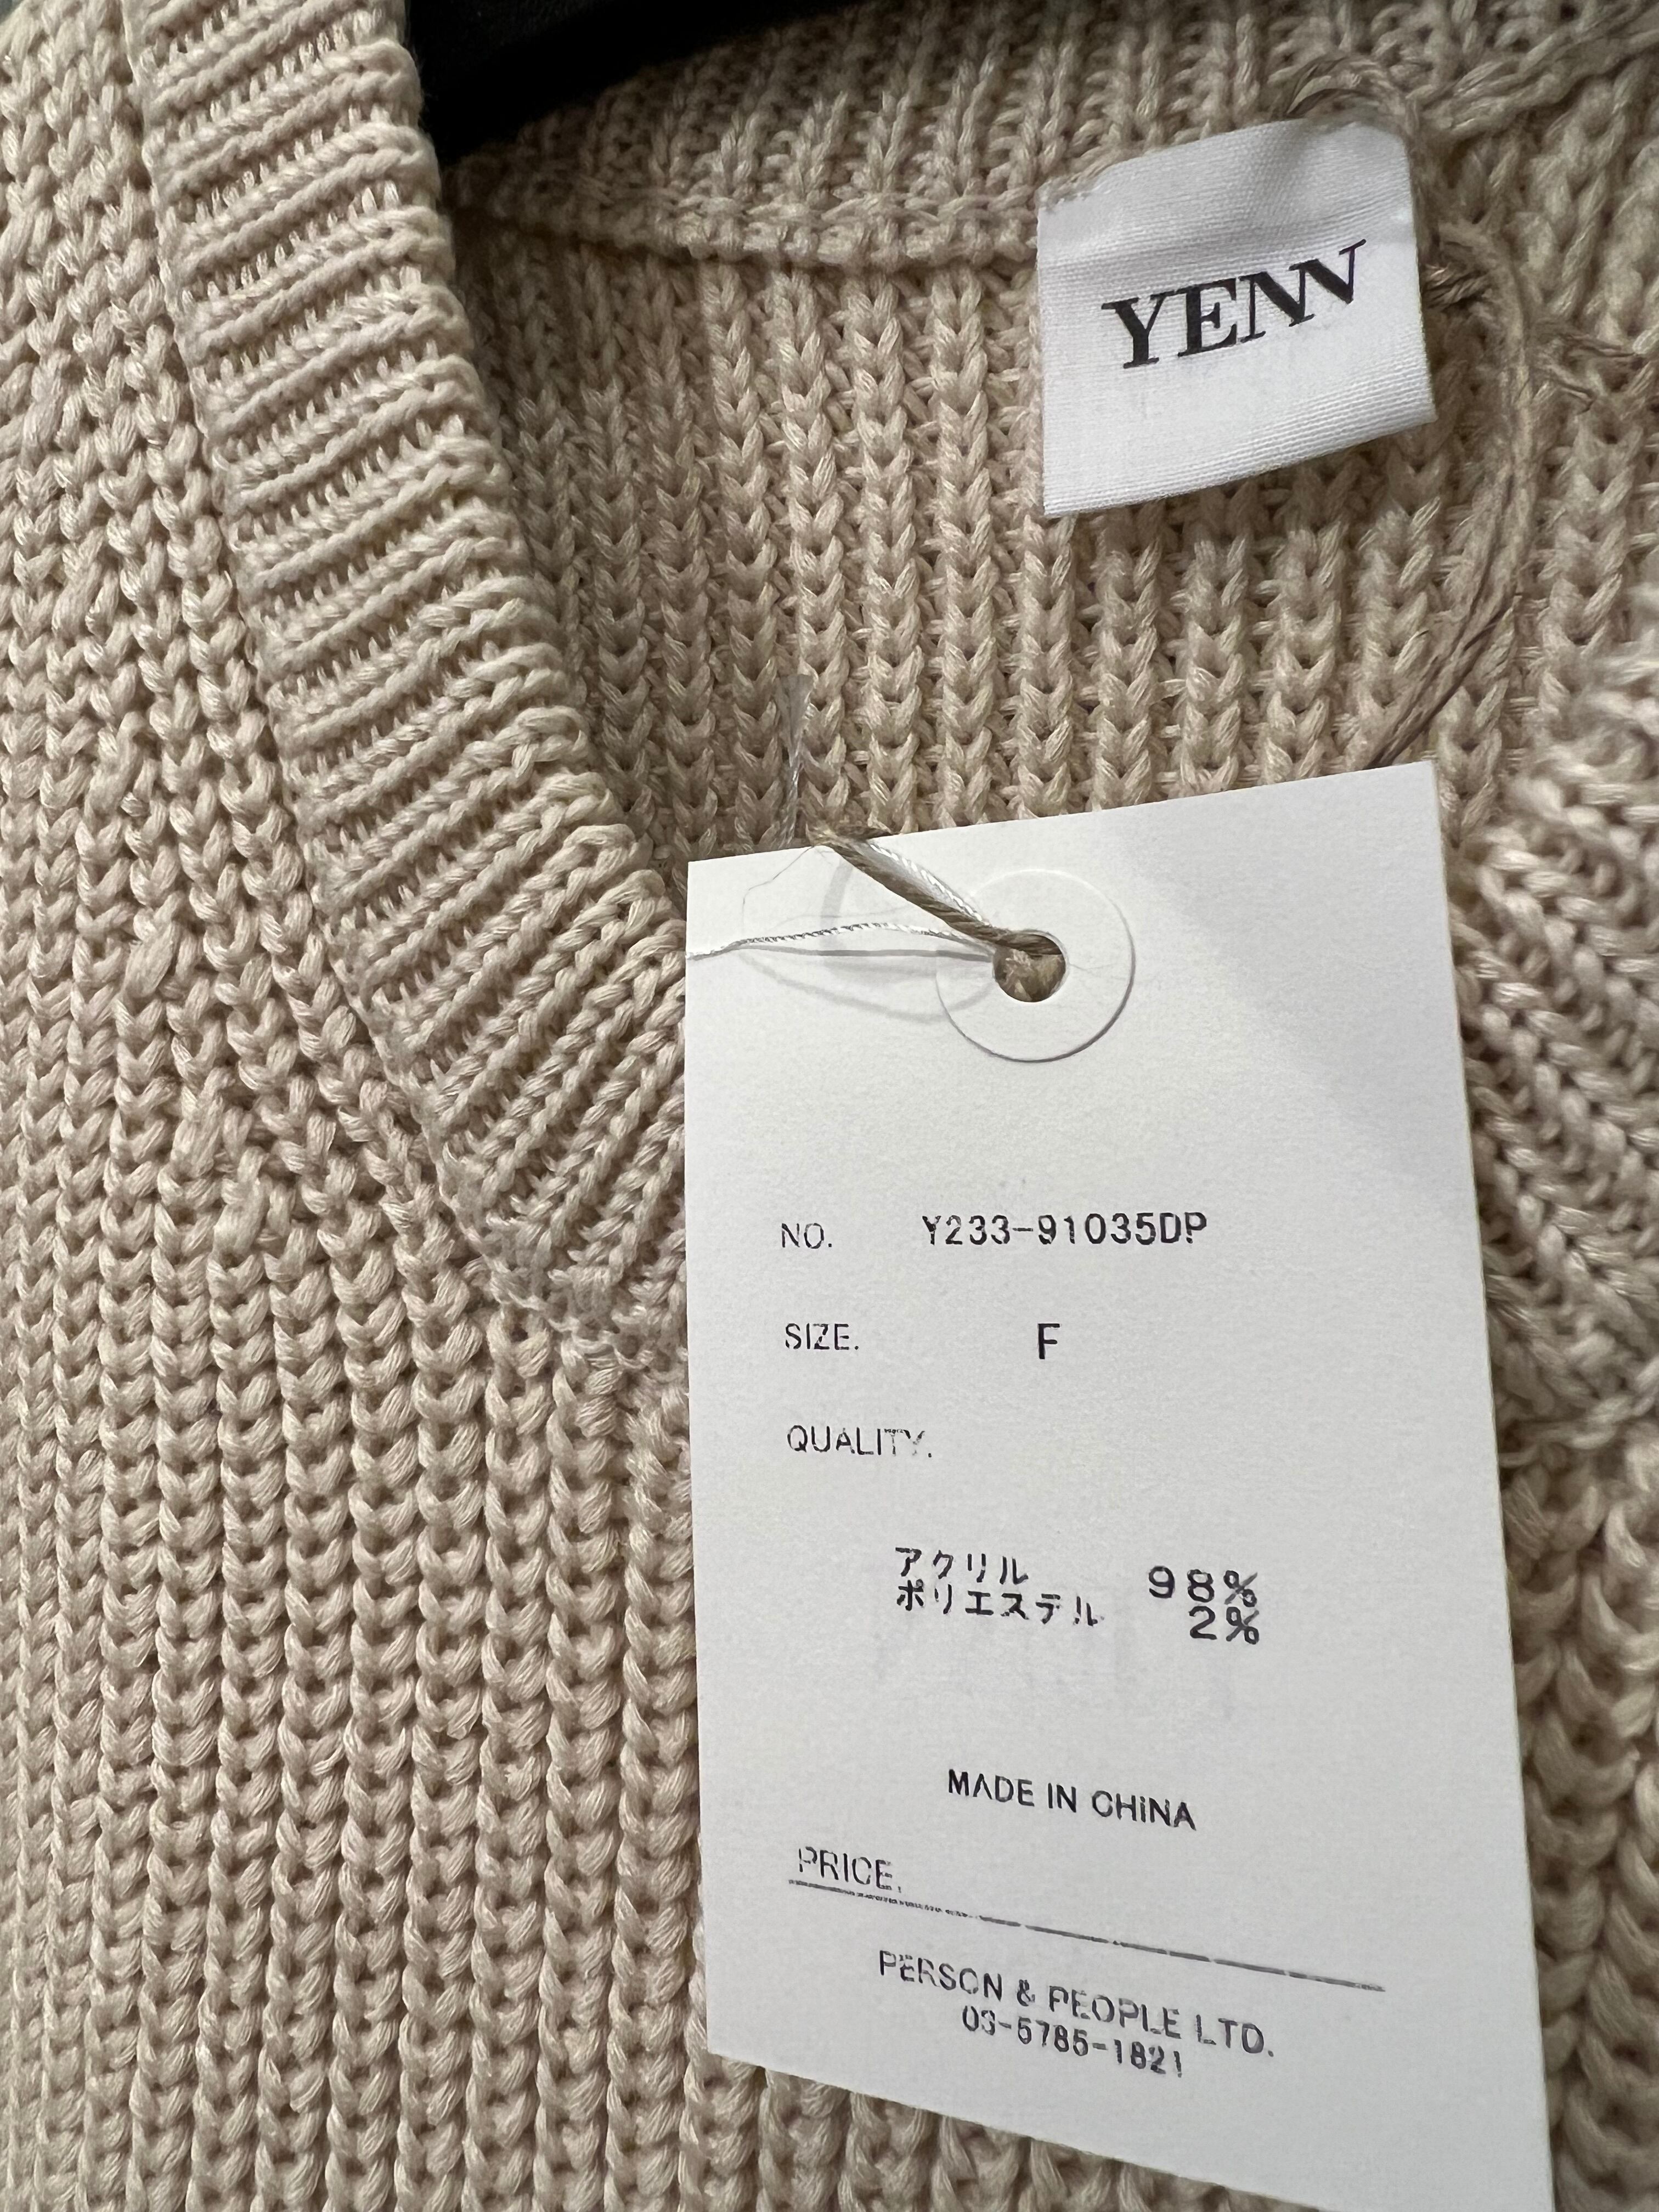 YENN
NO. Y233-91035DP
SIZE. F
QUALITY.
アクリル 98%
ポリエステル 2%
MADE IN CHINA
PRICE.
PERSON & PEOPLE LTD.
03-5785-1821